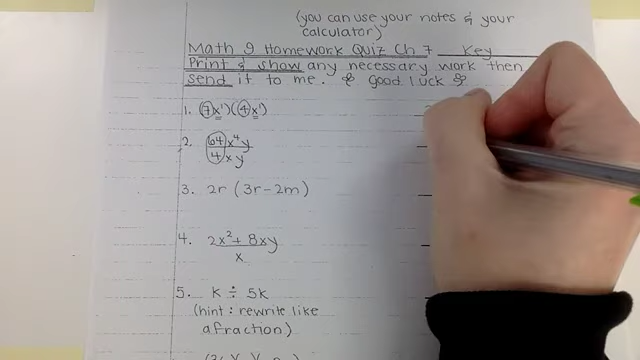 (you can use your notes & your
calculator)
Math 9 Homework Quiz Ch 7 Key
Print & show any necessary work then
send it to me. Good luck
1. (7x¹)(4x¹)
2. 64x⁴y
4xy
3. 2r (3r-2m)
4. 2x² + 8xy
x
5. k ÷ 5k
(hint: rewrite like
a fraction)